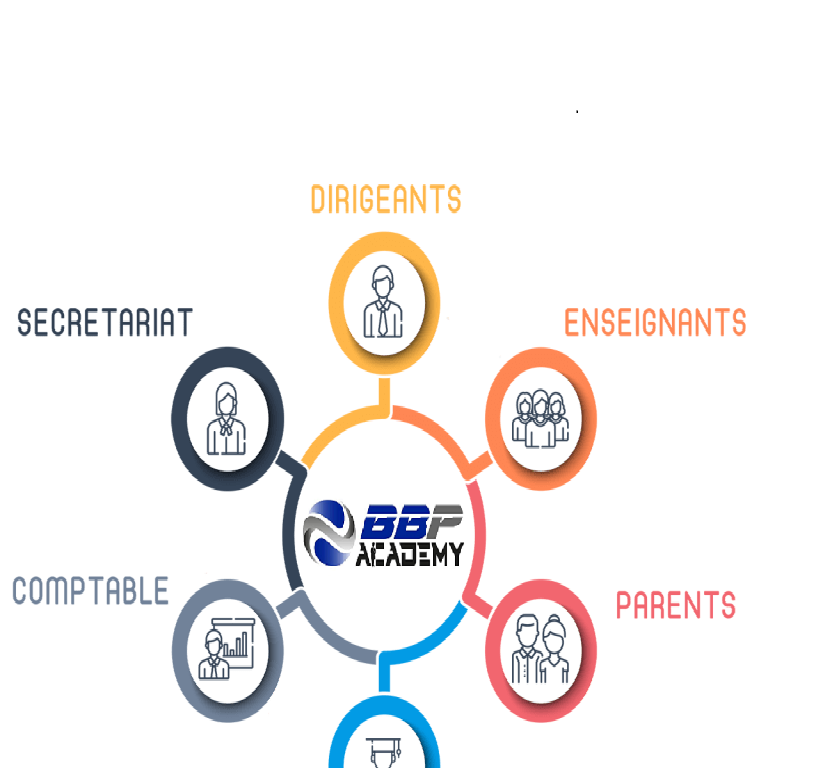 DIRIGEANTS
SECRETARIAT
ENSEIGNANTS
BBP
ACADEMY
COMPTABLE
PARENTS